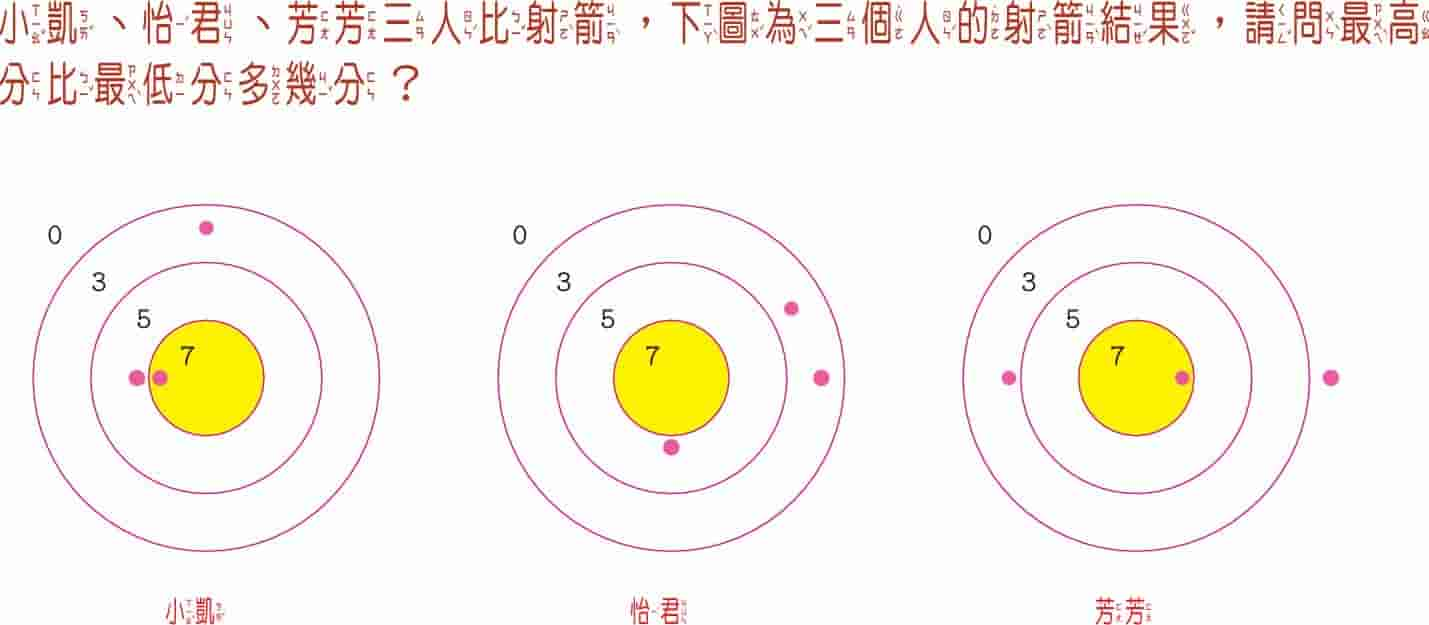 小凱、怡君、芳芳三人比射箭，下圖為三個人的射箭結果，請問最高
分比最低分多幾分？
0 0 0
3 3 3
5 5 5
7 7 7
小凱 怡君 芳芳